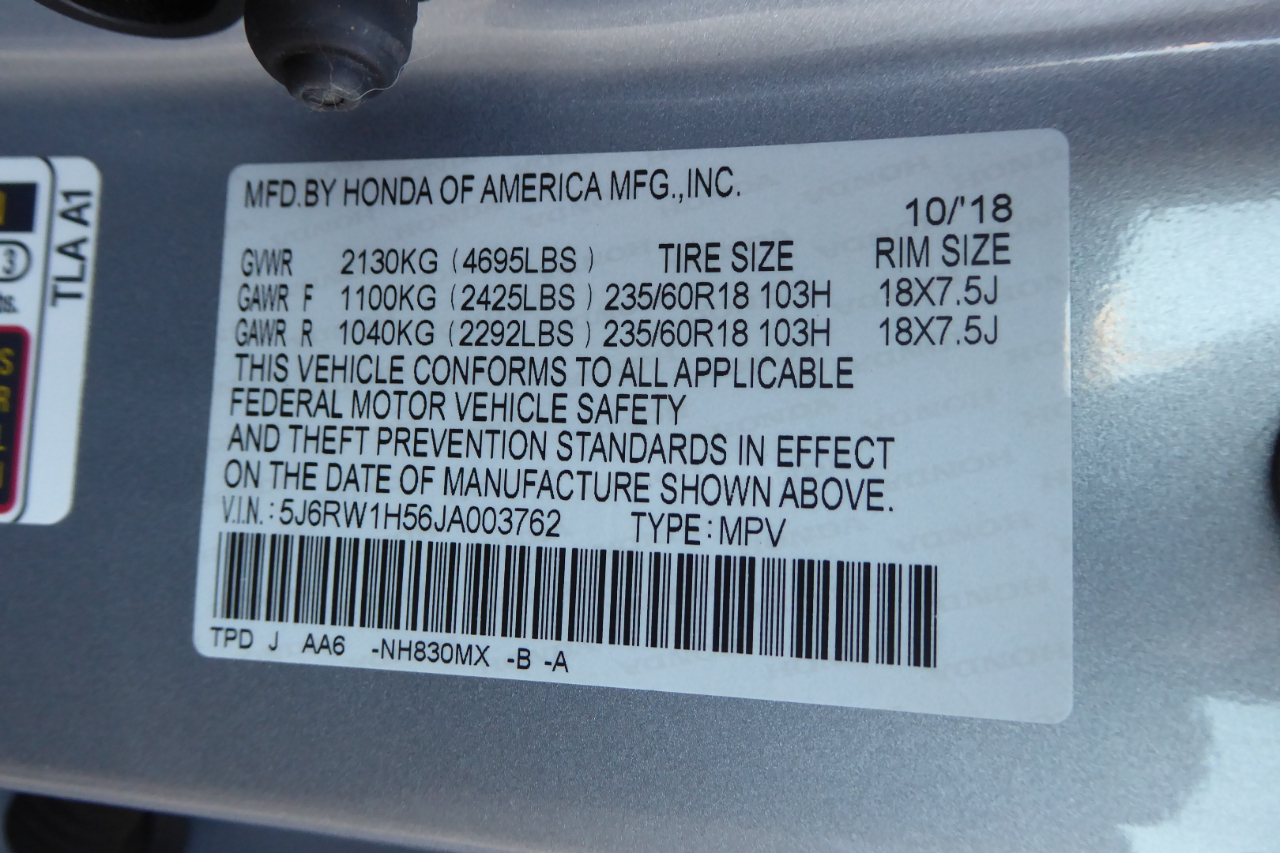 TLA A1
3
S
R
MFD.BY HONDA OF AMERICA MFG.,INC.
10/'18
GVWR 2130KG (4695LBS) TIRE SIZE RIM SIZE
GAWR F 1100KG (2425LBS) 235/60R18 103H 18X7.5J
GAWR R 1040KG (2292LBS) 235/60R18 103H 18X7.5J
THIS VEHICLE CONFORMS TO ALL APPLICABLE
FEDERAL MOTOR VEHICLE SAFETY
AND THEFT PREVENTION STANDARDS IN EFFECT
ON THE DATE OF MANUFACTURE SHOWN ABOVE.
V.I.N.: 5J6RW1H56JA003762 TYPE: MPV
TPD J AA6 -NH830MX -B -A